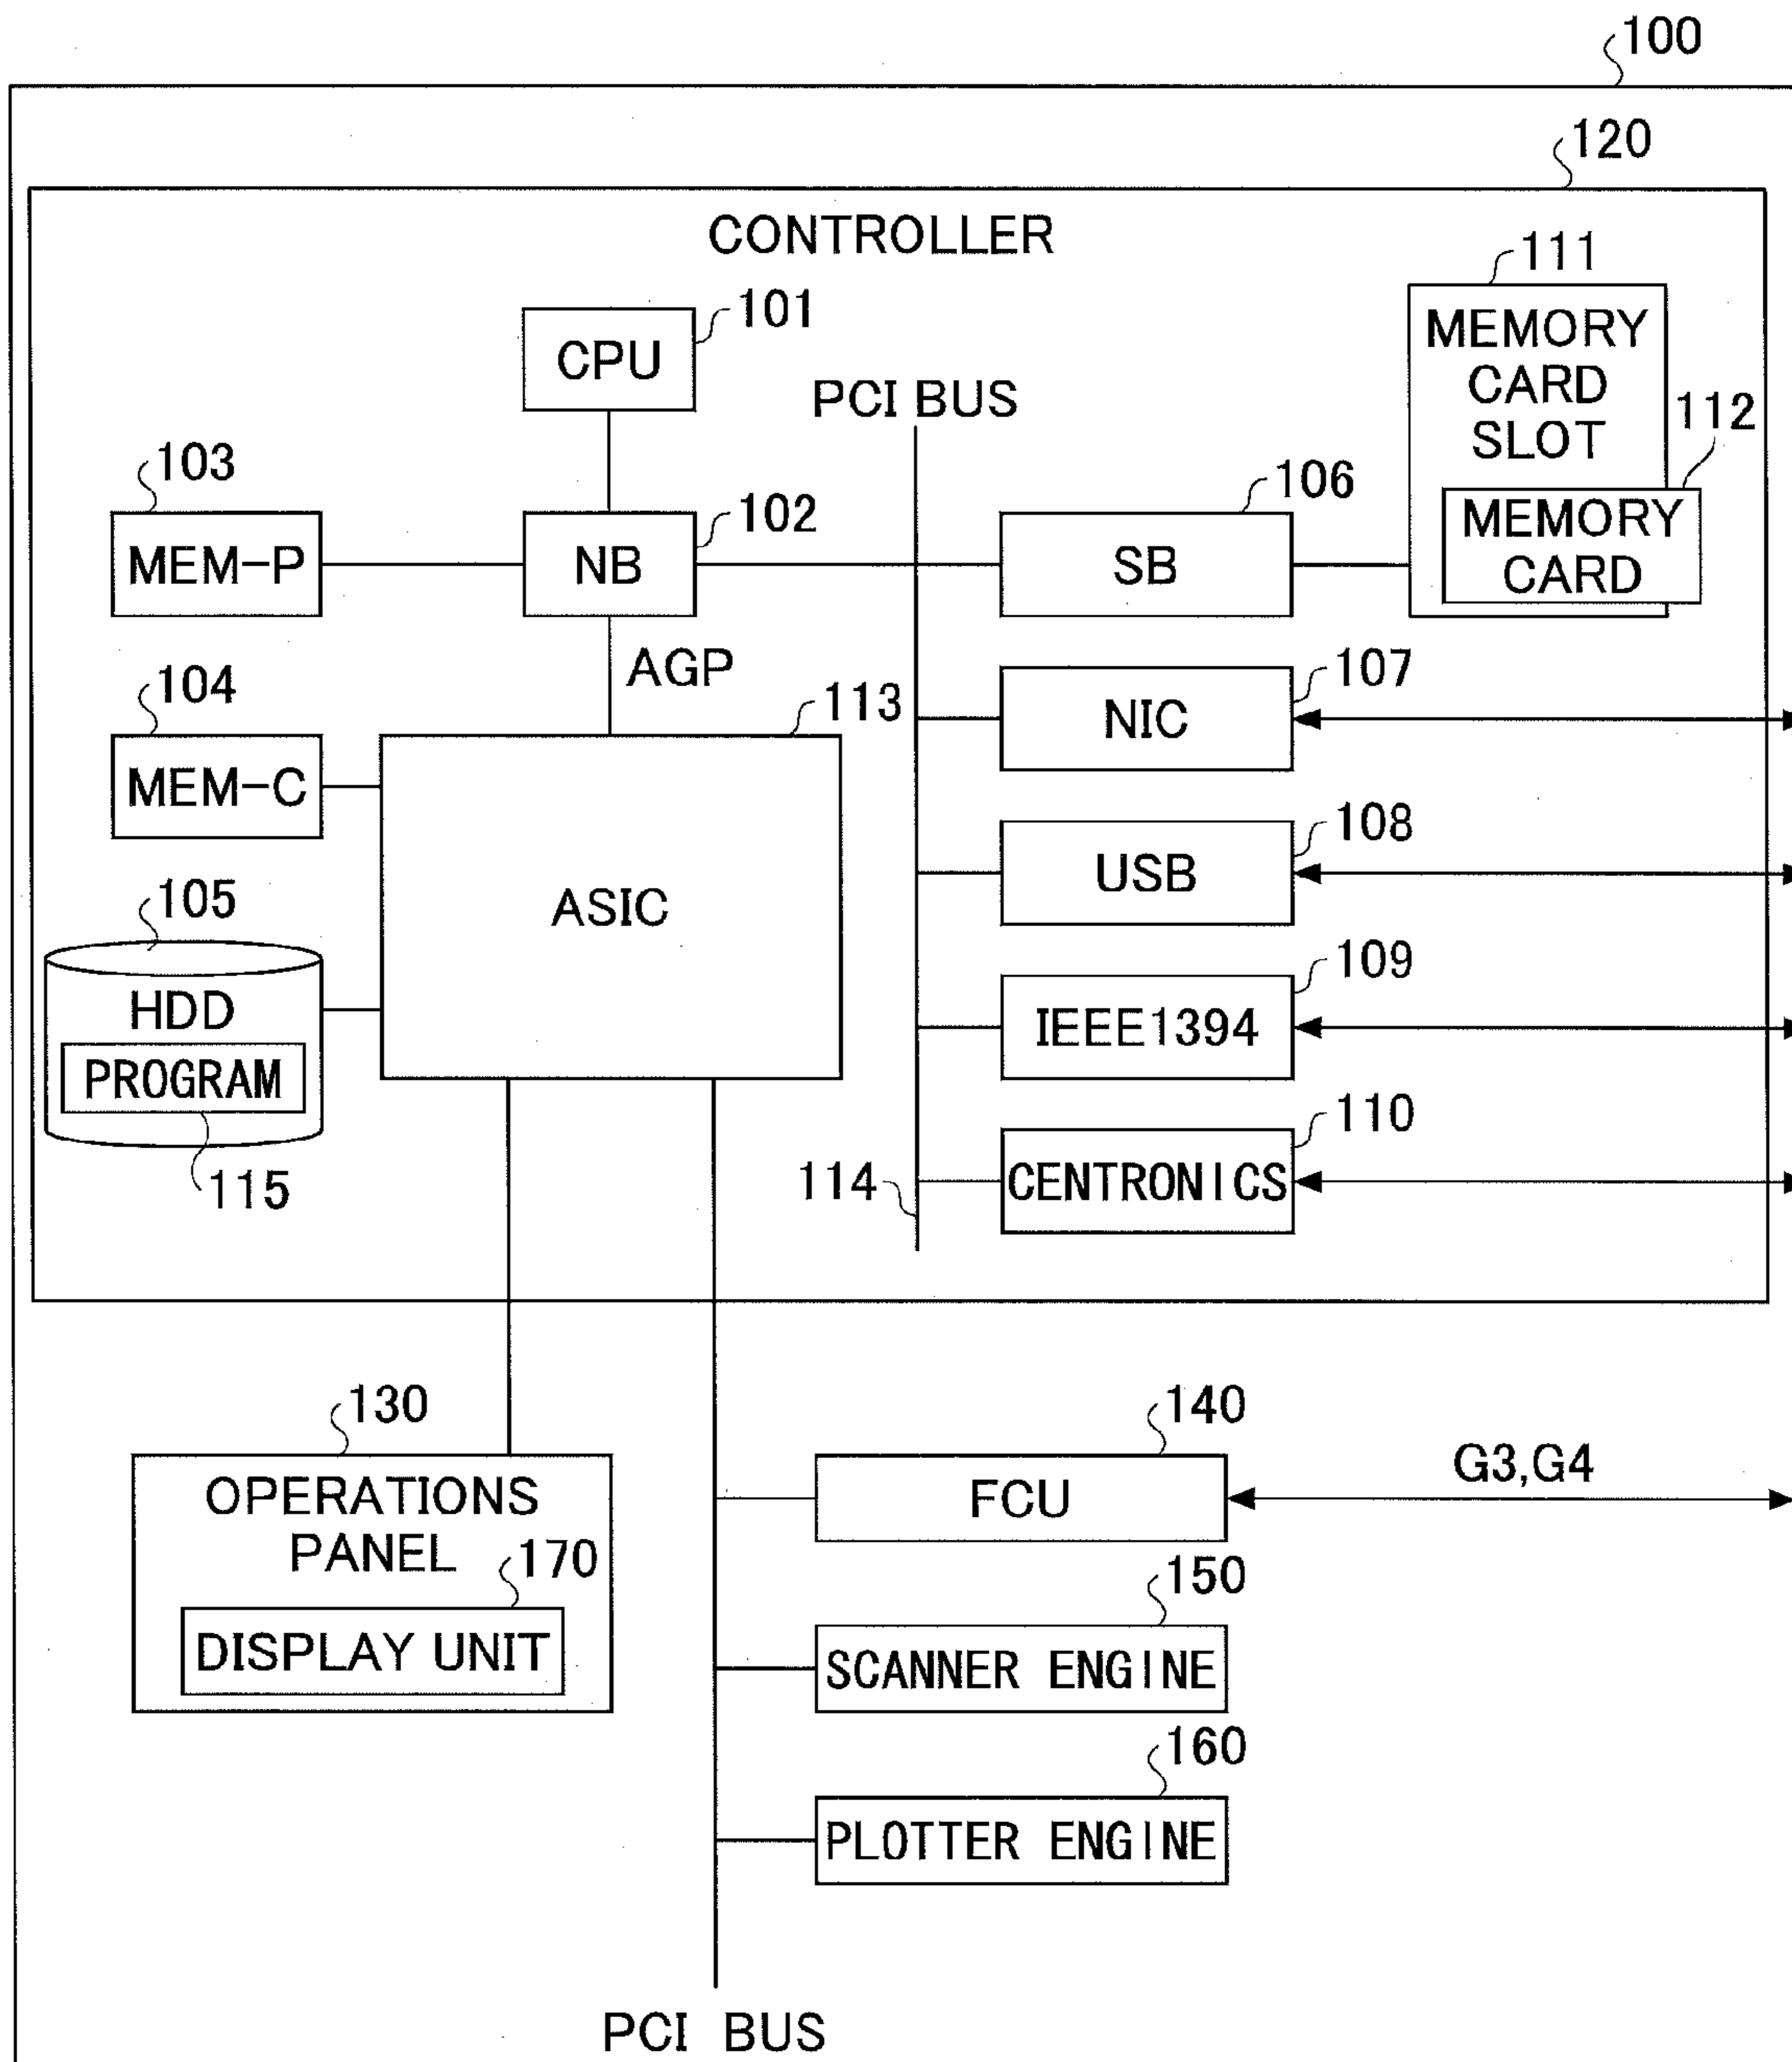 100
120
CONTROLLER
111
MEMORY
CARD
SLOT
112
MEMORY
CARD
101
CPU
PCI BUS
103
MEM-P
102
NB
106
SB
AGP
104
MEM-C
113
ASIC
107
NIC
108
USB
105
HDD
PROGRAM
115
109
IEEE1394
110
CENTRONICS
114
130
OPERATIONS
PANEL
170
DISPLAY UNIT
140
FCU
G3,G4
150
SCANNER ENGINE
160
PLOTTER ENGINE
PCI BUS